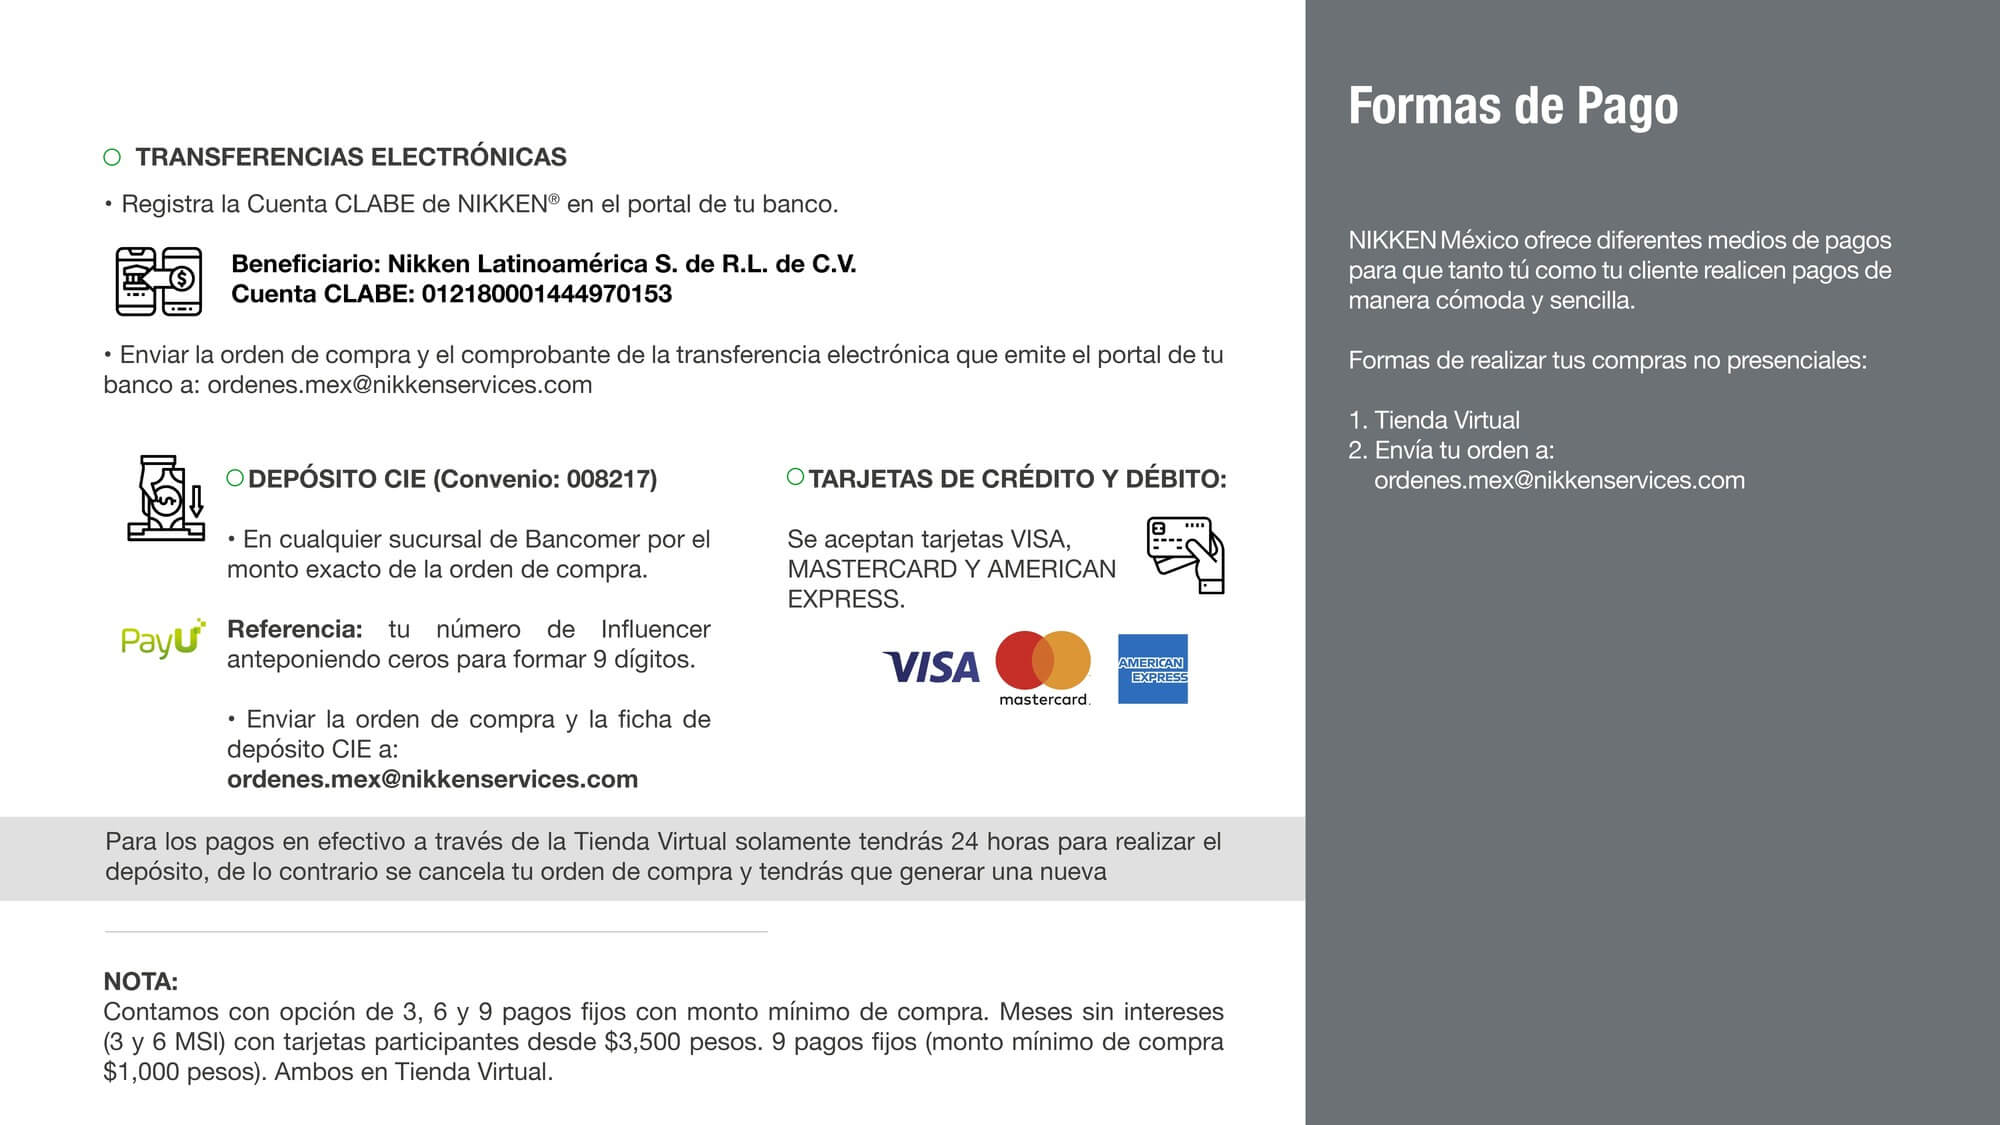 TRANSFERENCIAS ELECTRÓNICAS
• Registra la Cuenta CLABE de NIKKEN® en el portal de tu banco.
Beneficiario: Nikken Latinoamérica S. de R.L. de C.V.
Cuenta CLABE: 012180001444970153
• Enviar la orden de compra y el comprobante de la transferencia electrónica que emite el portal de tu
banco a: ordenes.mex@nikkenservices.com
DEPÓSITO CIE (Convenio: 008217)
• En cualquier sucursal de Bancomer por el
monto exacto de la orden de compra.
PayU
Referencia: tu número de Influencer
anteponiendo ceros para formar 9 dígitos.
• Enviar la orden de compra y la ficha de
depósito CIE a:
ordenes.mex@nikkenservices.com
TARJETAS DE CRÉDITO Y DÉBITO:
Se aceptan tarjetas VISA,
MASTERCARD Y AMERICAN
EXPRESS.
VISA
mastercard.
AMERICAN
EXPRESS
Para los pagos en efectivo a través de la Tienda Virtual solamente tendrás 24 horas para realizar el
depósito, de lo contrario se cancela tu orden de compra y tendrás que generar una nueva
NOTA:
Contamos con opción de 3, 6 y 9 pagos fijos con monto mínimo de compra. Meses sin intereses
(3 y 6 MSI) con tarjetas participantes desde $3,500 pesos. 9 pagos fijos (monto mínimo de compra
$1,000 pesos). Ambos en Tienda Virtual.
Formas de Pago
NIKKEN México ofrece diferentes medios de pagos
para que tanto tú como tu cliente realicen pagos de
manera cómoda y sencilla.
Formas de realizar tus compras no presenciales:
1. Tienda Virtual
2. Envía tu orden a:
ordenes.mex@nikkenservices.com